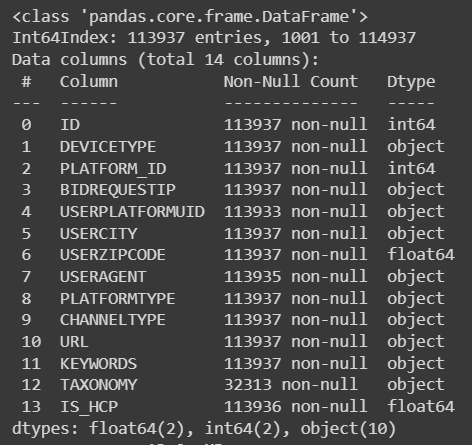 <class 'pandas.core.frame.DataFrame'>
Int64Index: 113937 entries, 1001 to 114937
Data columns (total 14 columns):
 #   Column          Non-Null Count   Dtype
---  ------          --------------   -----
 0   ID              113937 non-null  int64
 1   DEVICETYPE      113937 non-null  object
 2   PLATFORM_ID     113937 non-null  int64
 3   BIDREQUESTIP    113937 non-null  object
 4   USERPLATFORMUID 113933 non-null  object
 5   USERCITY        113937 non-null  object
 6   USERZIPCODE     113937 non-null  float64
 7   USERAGENT       113935 non-null  object
 8   PLATFORMTYPE    113937 non-null  object
 9   CHANNELTYPE     113937 non-null  object
 10  URL             113937 non-null  object
 11  KEYWORDS        113937 non-null  object
 12  TAXONOMY        32313 non-null   object
 13  IS_HCP          113936 non-null  float64
dtypes: float64(2), int64(2), object(10)